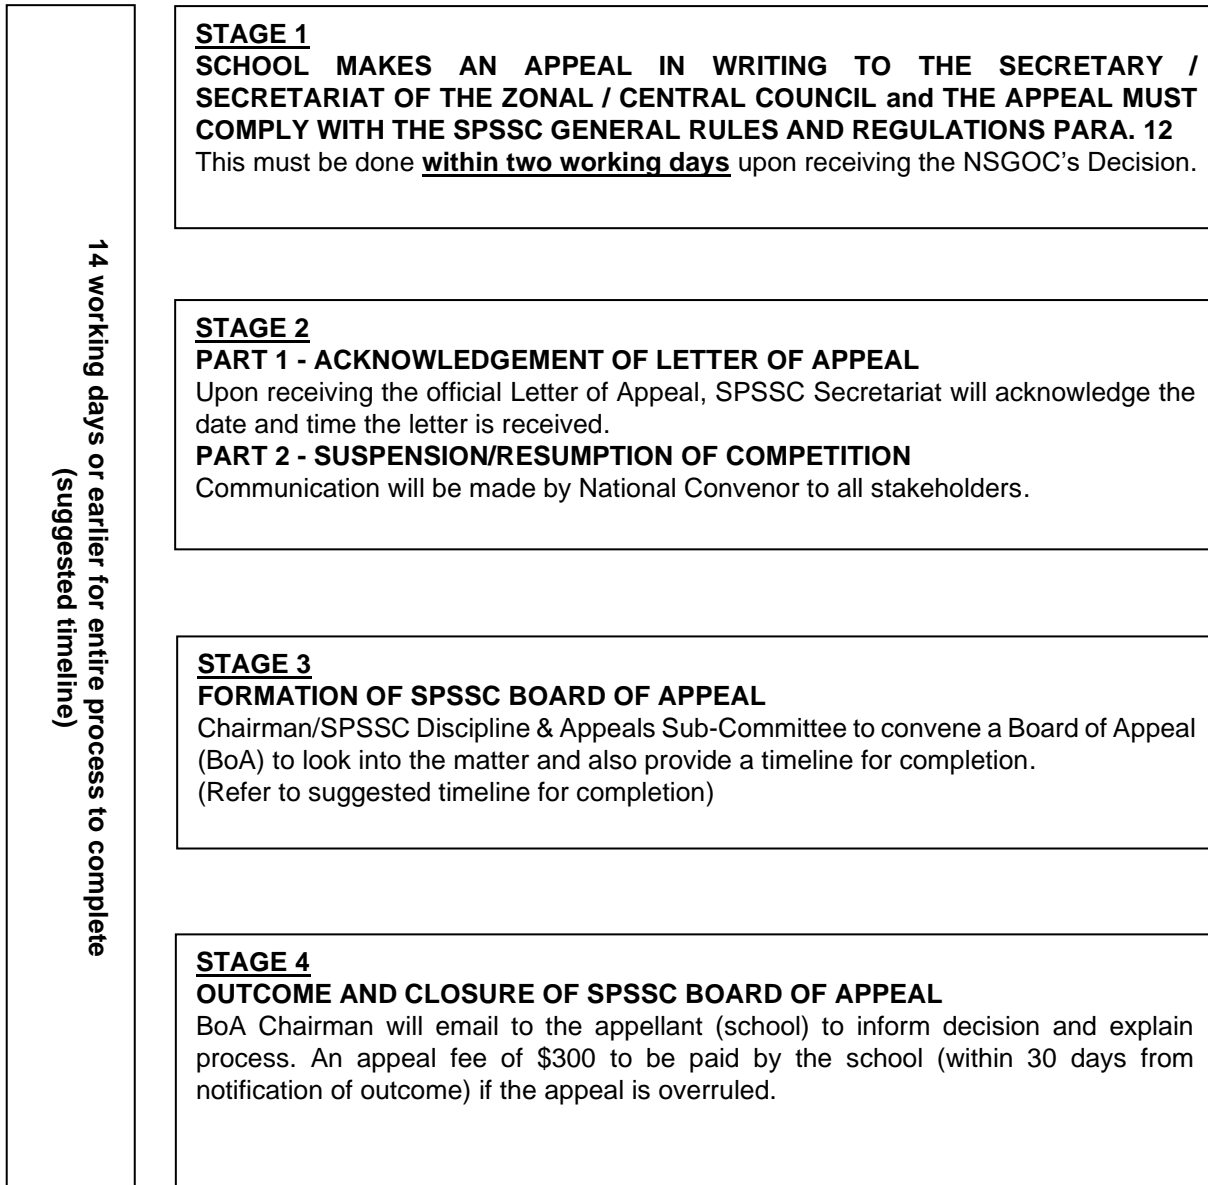 14 working days or earlier for entire process to complete
(suggested timeline)
STAGE 1
SCHOOL MAKES AN APPEAL IN WRITING TO THE SECRETARY /
SECRETARIAT OF THE ZONAL / CENTRAL COUNCIL and THE APPEAL MUST
COMPLY WITH THE SPSSC GENERAL RULES AND REGULATIONS PARA. 12
This must be done within two working days upon receiving the NSGOC’s Decision.
STAGE 2
PART 1 - ACKNOWLEDGEMENT OF LETTER OF APPEAL
Upon receiving the official Letter of Appeal, SPSSC Secretariat will acknowledge the
date and time the letter is received.
PART 2 - SUSPENSION/RESUMPTION OF COMPETITION
Communication will be made by National Convenor to all stakeholders.
STAGE 3
FORMATION OF SPSSC BOARD OF APPEAL
Chairman/SPSSC Discipline & Appeals Sub-Committee to convene a Board of Appeal
(BoA) to look into the matter and also provide a timeline for completion.
(Refer to suggested timeline for completion)
STAGE 4
OUTCOME AND CLOSURE OF SPSSC BOARD OF APPEAL
BoA Chairman will email to the appellant (school) to inform decision and explain
process. An appeal fee of $300 to be paid by the school (within 30 days from
notification of outcome) if the appeal is overruled.